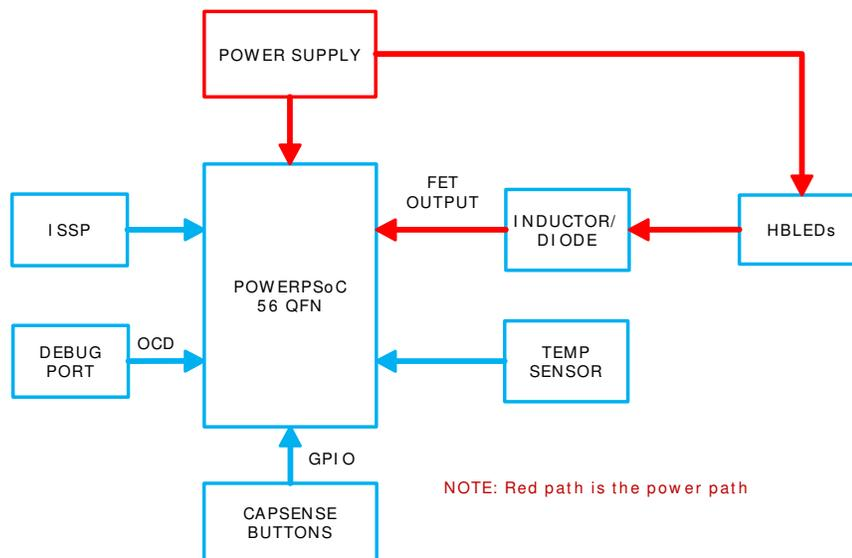 POWER SUPPLY
FET
OUTPUT
ISSP
INDUCTOR/
DIODE
HBLEDs
POWERPSoC
56 QFN
DEBUG
PORT
OCD
TEMP
SENSOR
GPIO
NOTE: Red path is the power path
CAPSENSE
BUTTONS